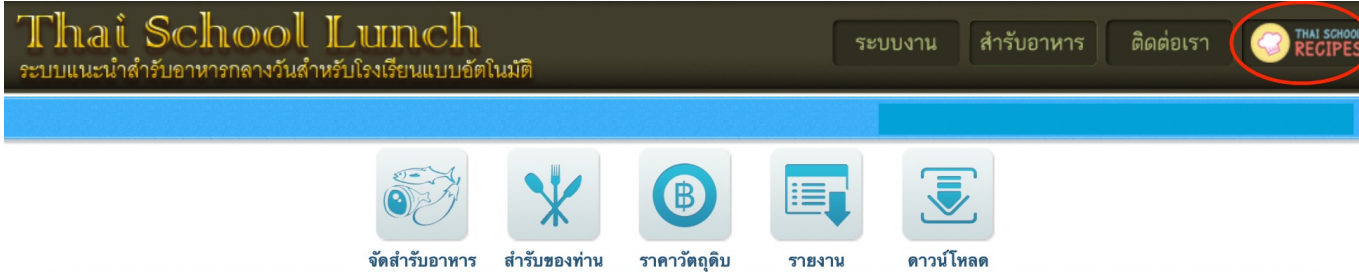 Thai School Lunch
ระบบแนะนำสำรับอาหารกลางวันสำหรับโรงเรียนแบบอัตโนมัติ
ระบบงาน สำรับอาหาร ติดต่อเรา THAI SCHOOL
RECIPES
จัดสำรับอาหาร สำรับของท่าน ราคาวัตถุดิบ รายงาน ดาวน์โหลด